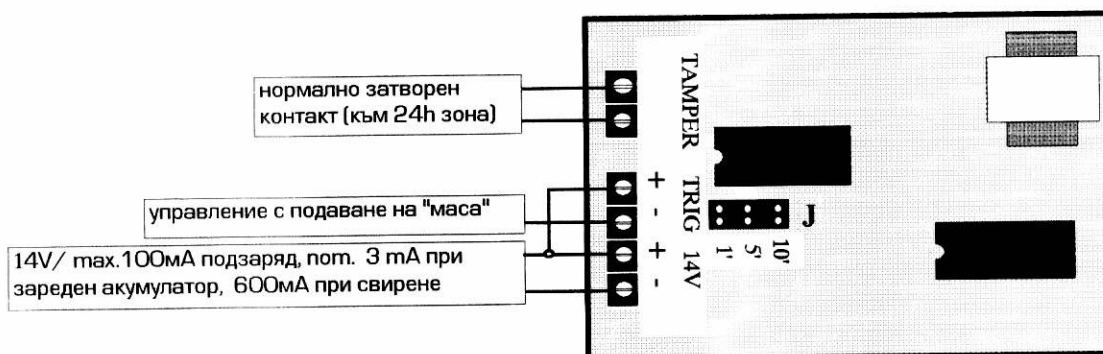 нормално затворен
контакт (към 24h зона)
TAMPER
управление с подаване на "маса"
+ TRIG
-
J
14V/ max.100мА подзаряд, nom. 3 mA при
зареден акумулатор, 600мА при свирене
+ 14V
-
1' 5' 10'